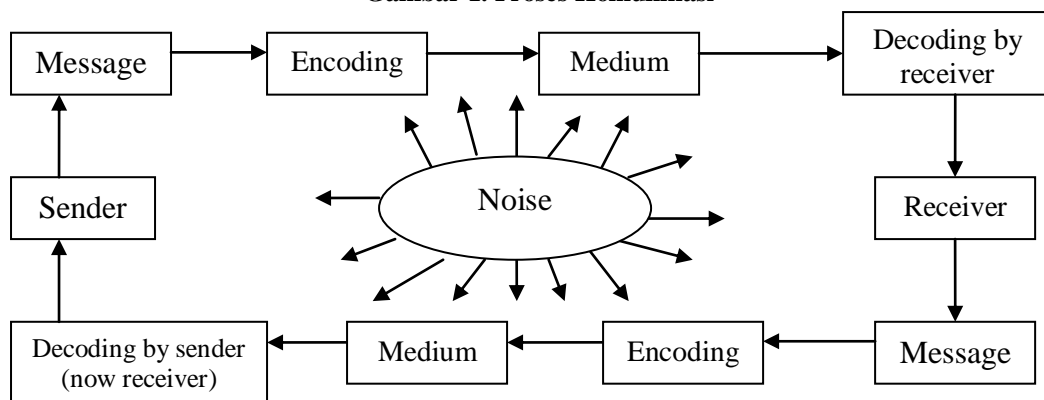 Gambar 1. Proses Komunikasi
Message
Encoding
Medium
Decoding by
receiver
Sender
Noise
Receiver
Decoding by sender
(now receiver)
Medium
Encoding
Message